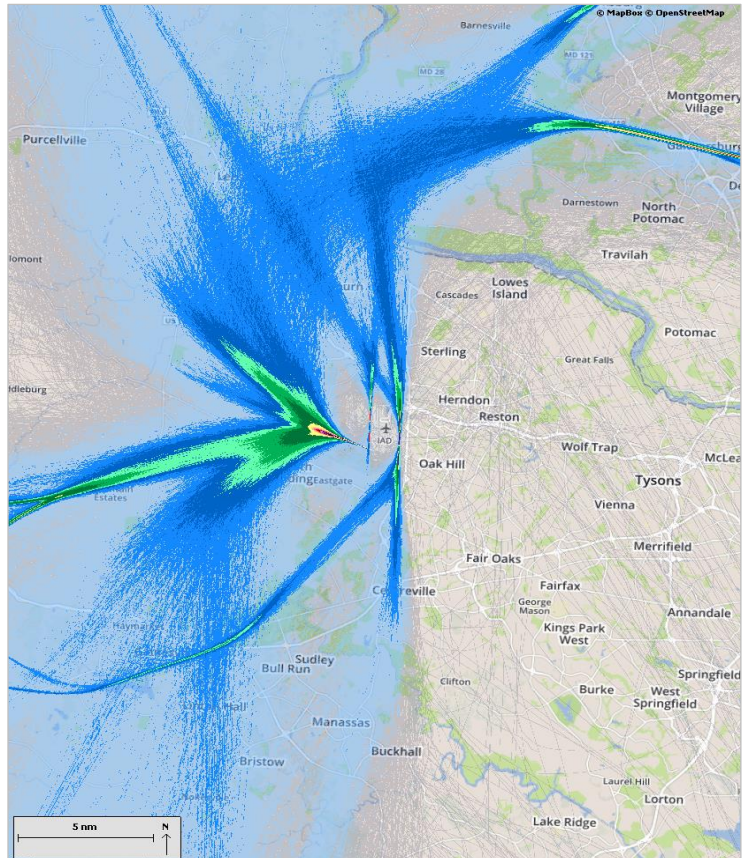 © MapBox © OpenStreetMap
Barnesville
MD 121
MD 28
Montgomery
Village
Purcellville
Darnestown
North
Potomac
Travilah
Lowes
Island
Cascades
Potomac
Sterling
Great Falls
Herndon
Reston
IAD
Wolf Trap
Oak Hill
Tysons
Eastgate
Estates
Vienna
Merrifield
Fair Oaks
Fairfax
George
Mason
Annandale
Kings Park
West
Sudley
Bull Run
Clifton
Burke
West
Springfield
Springfield
Manassas
Buckhall
Bristow
Laurel Hill
Lorton
Lake Ridge
5 nm
N